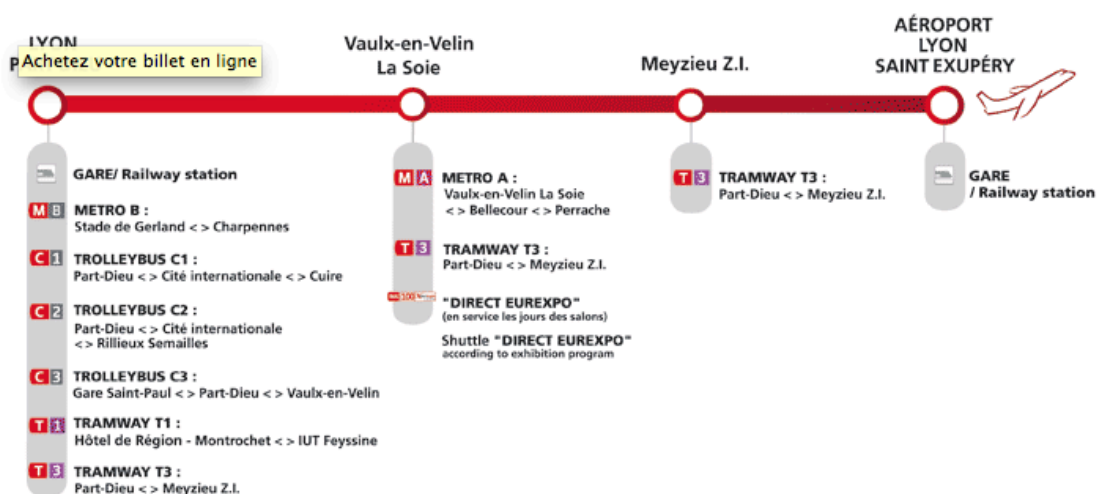 LYON
P
Achetez votre billet en ligne
Vaulx-en-Velin
La Soie
Meyzieu Z.I.
AÉROPORT
LYON
SAINT EXUPÉRY
GARE/ Railway station
M B METRO B :
Stade de Gerland < > Charpennes
C 1 TROLLEYBUS C1 :
Part-Dieu < > Cité internationale < > Cuire
C 2 TROLLEYBUS C2 :
Part-Dieu < > Cité internationale
< > Rillieux Semailles
C 3 TROLLEYBUS C3 :
Gare Saint-Paul < > Part-Dieu < > Vaulx-en-Velin
T 1 TRAMWAY T1 :
Hôtel de Région - Montrochet < > IUT Feyssine
T 3 TRAMWAY T3 :
Part-Dieu < > Meyzieu Z.I.
M A METRO A :
Vaulx-en-Velin La Soie
< > Bellecour < > Perrache
T 3 TRAMWAY T3 :
Part-Dieu < > Meyzieu Z.I.
100
"DIRECT EUREXPO"
(en service les jours des salons)
Shuttle "DIRECT EUREXPO"
according to exhibition program
T 3 TRAMWAY T3 :
Part-Dieu < > Meyzieu Z.I.
GARE
/ Railway station